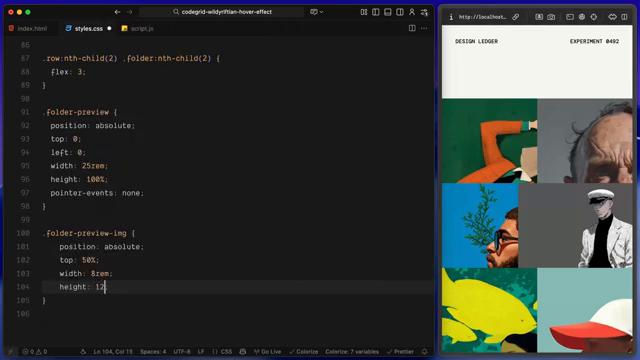 codegrid-wildyriftian-hover-effect
index.html
styles.css
script.js
86
87 .row:nth-child(2) .folder:nth-child(2) {
88 flex: 3;
89 }
90
91 .folder-preview {
92 position: absolute;
93 top: 0;
94 left: 0;
95 width: 25rem;
96 height: 100%;
97 pointer-events: none;
98 }
99
100 .folder-preview-img {
101 position: absolute;
102 top: 50%;
103 width: 8rem;
104 height: 12
105 }
106
0 0 Ln 104, Col 15 Spaces: 4 UTF-8 LF {} CSS Go Live Colorize Colorize: 7 variables Prettier
http://localhost
DESIGN LEDGER EXPERIMENT 0492